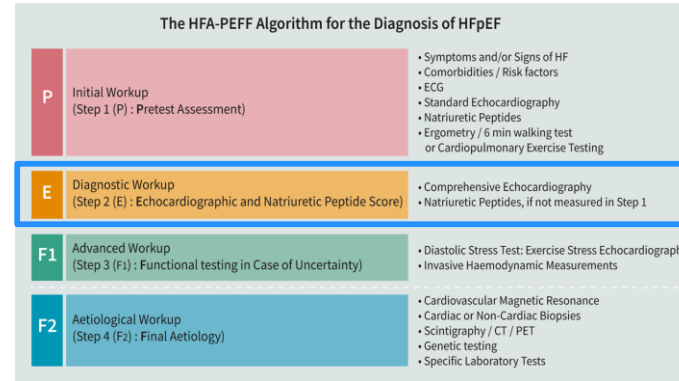 The HFA-PEFF Algorithm for the Diagnosis of HFpEF
P
Initial Workup
(Step 1 (P) : Pretest Assessment)
• Symptoms and/or Signs of HF
• Comorbidities / Risk factors
• ECG
• Standard Echocardiography
• Natriuretic Peptides
• Ergometry / 6 min walking test
or Cardiopulmonary Exercise Testing
E
Diagnostic Workup
(Step 2 (E) : Echocardiographic and Natriuretic Peptide Score)
• Comprehensive Echocardiography
• Natriuretic Peptides, if not measured in Step 1
F1
Advanced Workup
(Step 3 (F1) : Functional testing in Case of Uncertainty)
• Diastolic Stress Test: Exercise Stress Echocardiograph
• Invasive Haemodynamic Measurements
F2
Aetiological Workup
(Step 4 (F2) : Final Aetiology)
• Cardiovascular Magnetic Resonance
• Cardiac or Non-Cardiac Biopsies
• Scintigraphy / CT / PET
• Genetic testing
• Specific Laboratory Tests